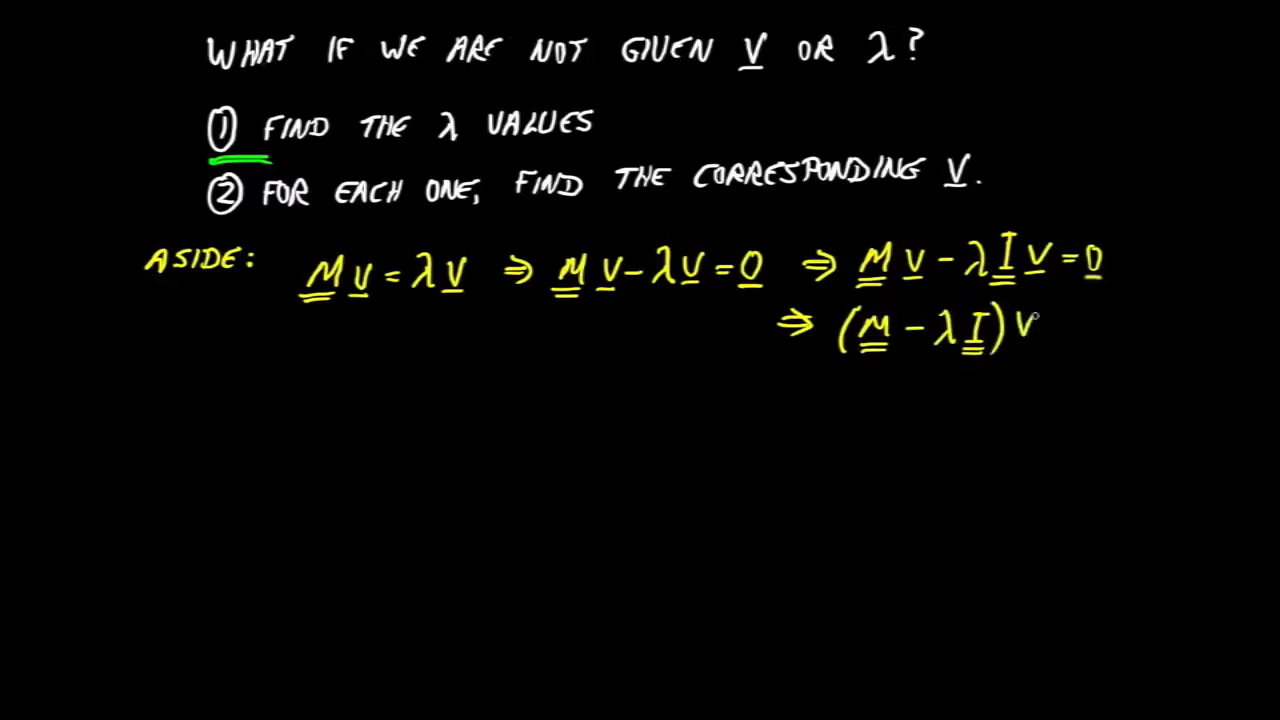 WHAT IF WE ARE NOT GIVEN V OR λ?
① FIND THE λ VALUES
② FOR EACH ONE, FIND THE CORRESPONDING V.
ASIDE: M V = λ V ⇒ M V - λ V = 0 ⇒ M V - λ I V = 0
⇒ (M - λ I) V